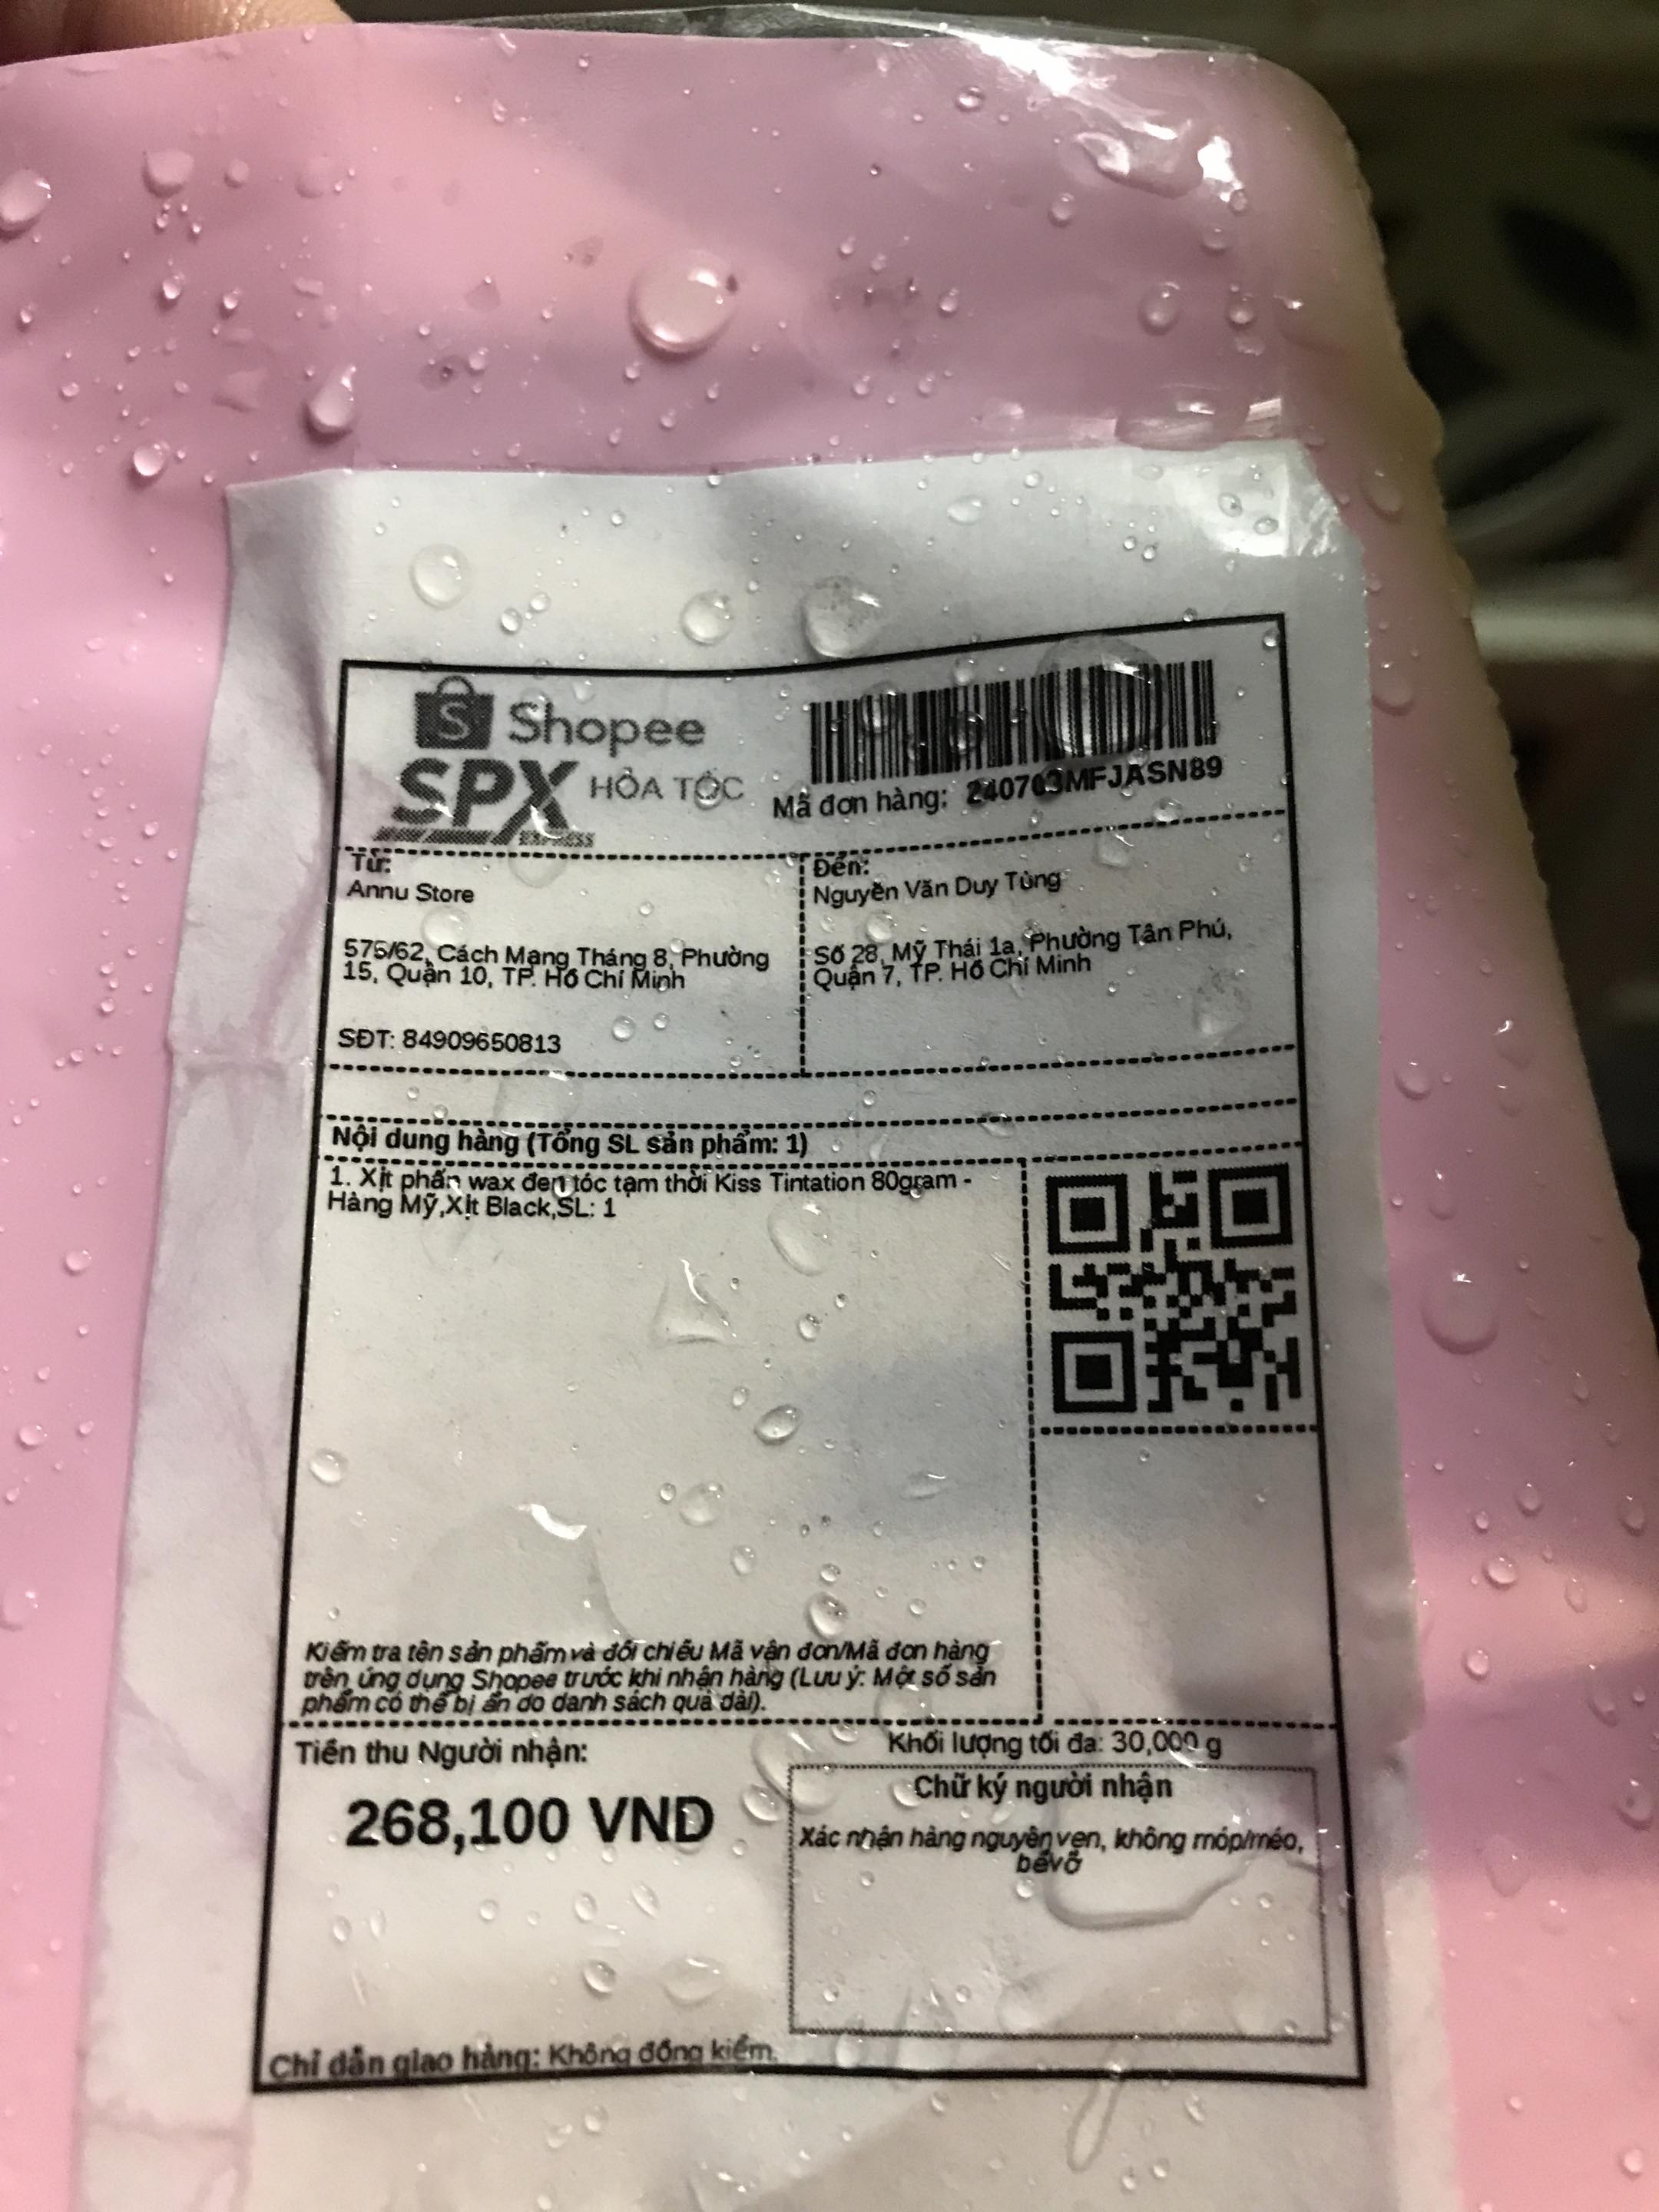 Shopee
SPX HỎA TỐC
EXPRESS
Mã đơn hàng: 240703MFJASN89
Từ:
Annu Store
575/62, Cách Mạng Tháng 8, Phường
15, Quận 10, TP. Hồ Chí Minh
SĐT: 84909650813
Đến:
Nguyễn Văn Duy Tùng
Số 28, Mỹ Thái 1a, Phường Tân Phú,
Quận 7, TP. Hồ Chí Minh
Nội dung hàng (Tổng SL sản phẩm: 1)
1. Xịt phấn wax đen tóc tạm thời Kiss Tintation 80gram -
Hàng Mỹ,Xịt Black,SL: 1
Kiểm tra tên sản phẩm và đối chiếu Mã vận đơn/Mã đơn hàng
trên ứng dụng Shopee trước khi nhận hàng (Lưu ý: Một số sản
phẩm có thể bị ẩn do danh sách quá dài).
Tiền thu Người nhận:
268,100 VND
Khối lượng tối đa: 30,000 g
Chữ ký người nhận
Xác nhận hàng nguyên vẹn, không móp/méo,
bể/vỡ
Chỉ dẫn giao hàng: Không đồng kiểm.